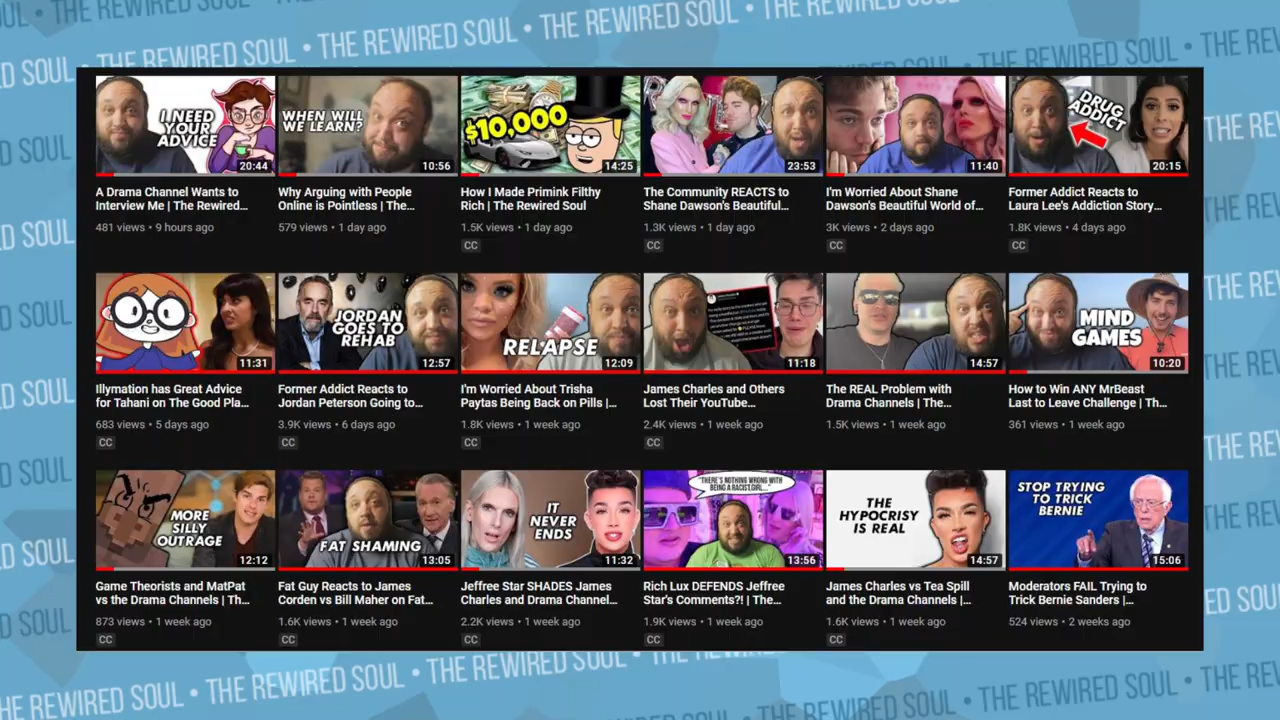 THE REWIRED SOUL • THE REWIRED SOUL • THE REWIRED SOUL
I NEED YOUR ADVICE
20:44
WHEN WILL WE LEARN?
10:56
$10,000
14:25
23:53
11:40
DRUG ADDICT
20:15
A Drama Channel Wants to
Interview Me | The Rewired...
481 views • 9 hours ago
Why Arguing with People
Online is Pointless | The...
579 views • 1 day ago
How I Made Primink Filthy
Rich | The Rewired Soul
1.5K views • 1 day ago
CC
The Community REACTS to
Shane Dawson's Beautiful...
1.3K views • 1 day ago
CC
I'm Worried About Shane
Dawson's Beautiful World of...
3K views • 2 days ago
CC
Former Addict Reacts to
Laura Lee's Addiction Story...
1.8K views • 4 days ago
CC
11:31
JORDAN
GOES TO
REHAB
12:57
RELAPSE
12:09
11:18
14:57
MIND
GAMES
10:20
Illymation has Great Advice
for Tahani on The Good Pla...
683 views • 5 days ago
CC
Former Addict Reacts to
Jordan Peterson Going to...
3.9K views • 6 days ago
CC
I'm Worried About Trisha
Paytas Being Back on Pills |...
1.8K views • 1 week ago
CC
James Charles and Others
Lost Their YouTube...
2.4K views • 1 week ago
CC
The REAL Problem with
Drama Channels | The...
1.5K views • 1 week ago
How to Win ANY MrBeast
Last to Leave Challenge | Th...
361 views • 1 week ago
MORE
SILLY
OUTRAGE
12:12
FAT SHAMING
13:05
IT
NEVER
ENDS
11:32
"THERE'S NOTHING WRONG WITH
BEING A RACIST, GIRL..."
13:56
THE
HYPOCRISY
IS REAL
14:57
STOP TRYING
TO TRICK
BERNIE
15:06
Game Theorists and MatPat
vs the Drama Channels | Th...
873 views • 1 week ago
CC
Fat Guy Reacts to James
Corden vs Bill Maher on Fat...
1.6K views • 1 week ago
CC
Jeffree Star SHADES James
Charles and Drama Channel...
2.2K views • 1 week ago
CC
Rich Lux DEFENDS Jeffree
Star's Comments?! | The...
1.9K views • 1 week ago
CC
James Charles vs Tea Spill
and the Drama Channels |...
1.6K views • 1 week ago
CC
Moderators FAIL Trying to
Trick Bernie Sanders |...
524 views • 2 weeks ago
THE REWIRED SOUL • THE REWIRED SOUL • THE REWIRED SOUL • THE REWIRED SOUL